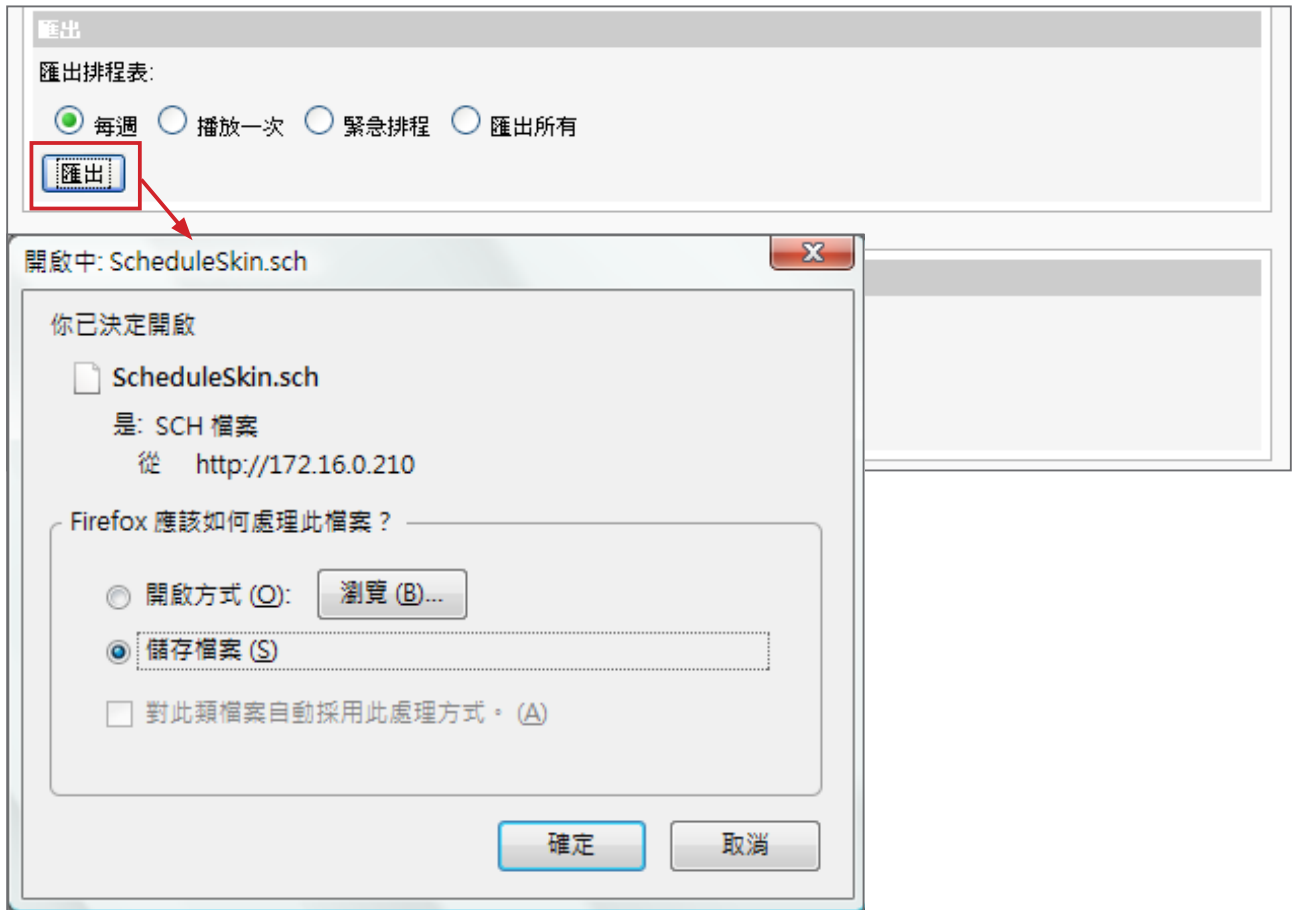 匯出
匯出排程表:
每週 播放一次 緊急排程 匯出所有
匯出
開啟中: ScheduleSkin.sch
你已決定開啟
ScheduleSkin.sch
是: SCH 檔案
從 http://172.16.0.210
Firefox 應該如何處理此檔案？
開啟方式 (O): 瀏覽 (B)...
儲存檔案 (S)
對此類檔案自動採用此處理方式。(A)
確定 取消